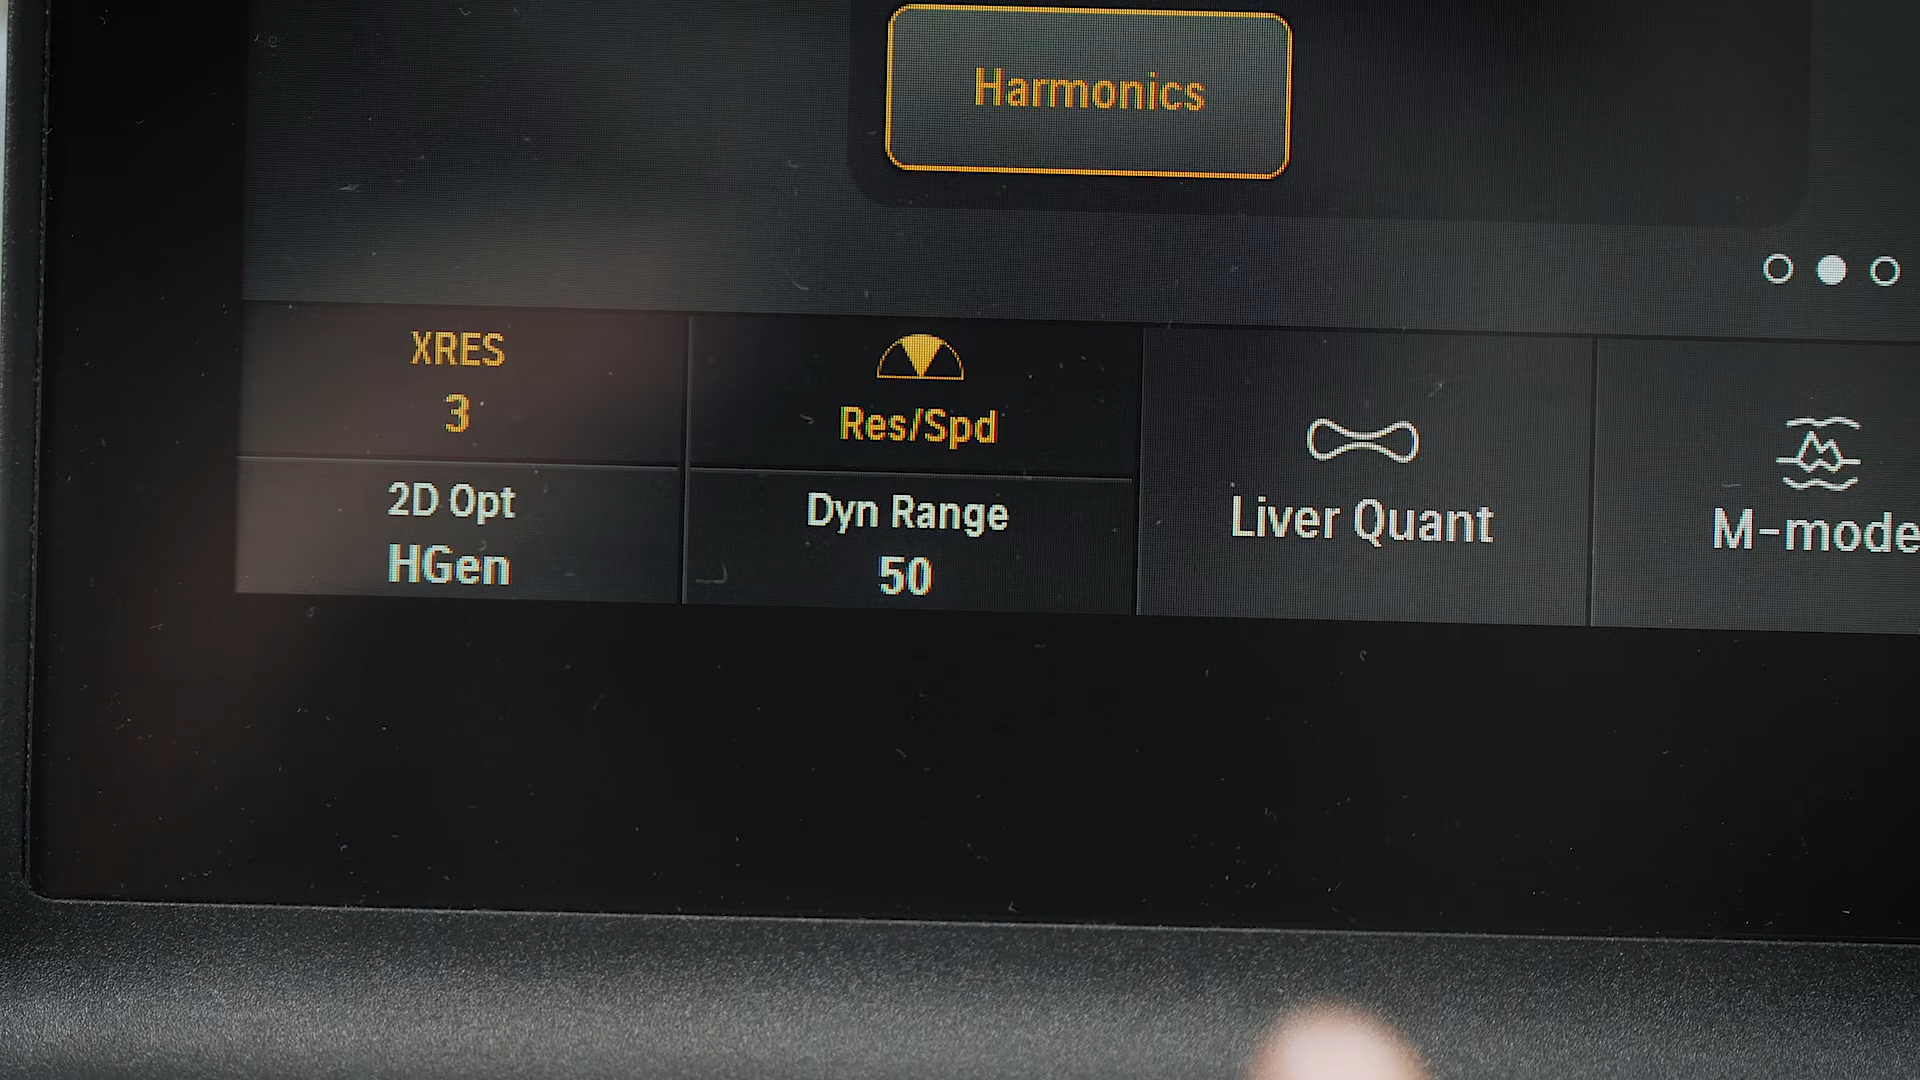 Harmonics
XRES
3
Res/Spd
2D Opt
HGen
Dyn Range
50
Liver Quant
M-mode